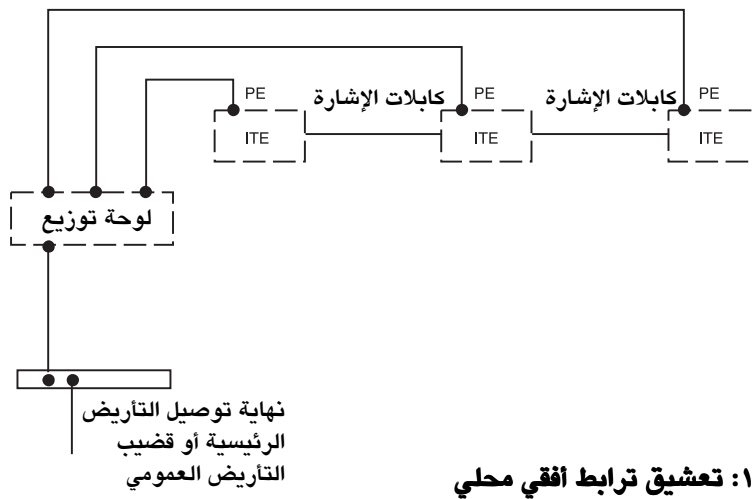 PE
كابلات الإشارة
PE
كابلات الإشارة
PE
ITE
ITE
ITE
لوحة توزيع
نهاية توصيل التأريض
الرئيسية أو قضيب
التأريض العمومي
١: تعشيق ترابط أفقي محلي